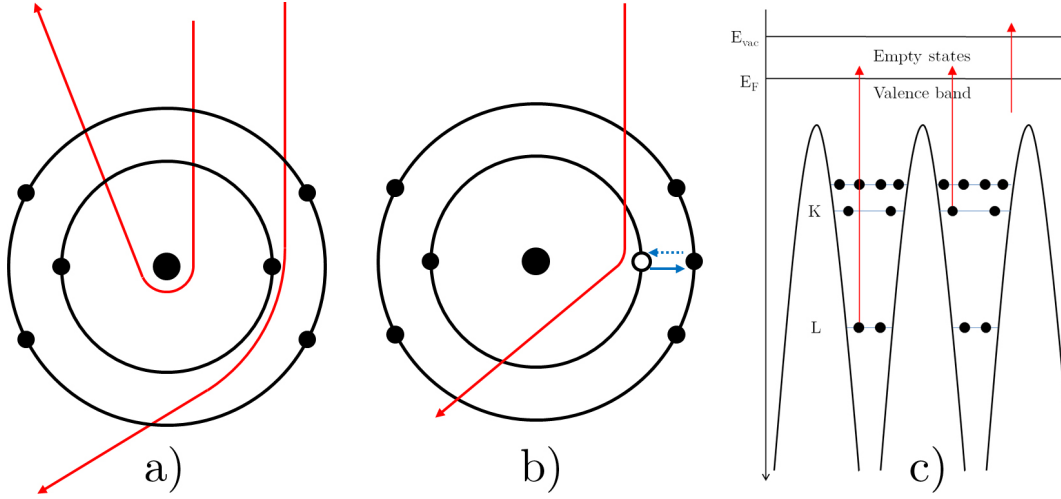 E_vac
Empty states
E_F
Valence band
K
L
a)
b)
c)